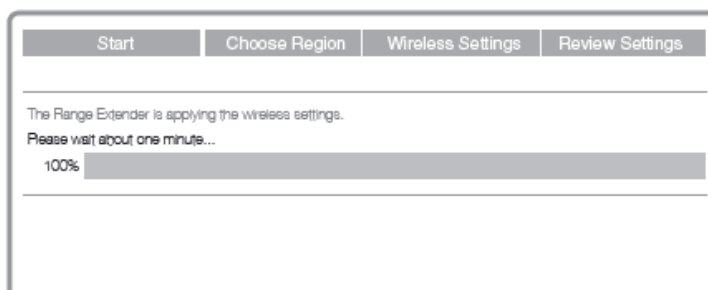 Start Choose Region Wireless Settings Review Settings
The Range Extender is applying the wireless settings.
Please wait about one minute...
100%